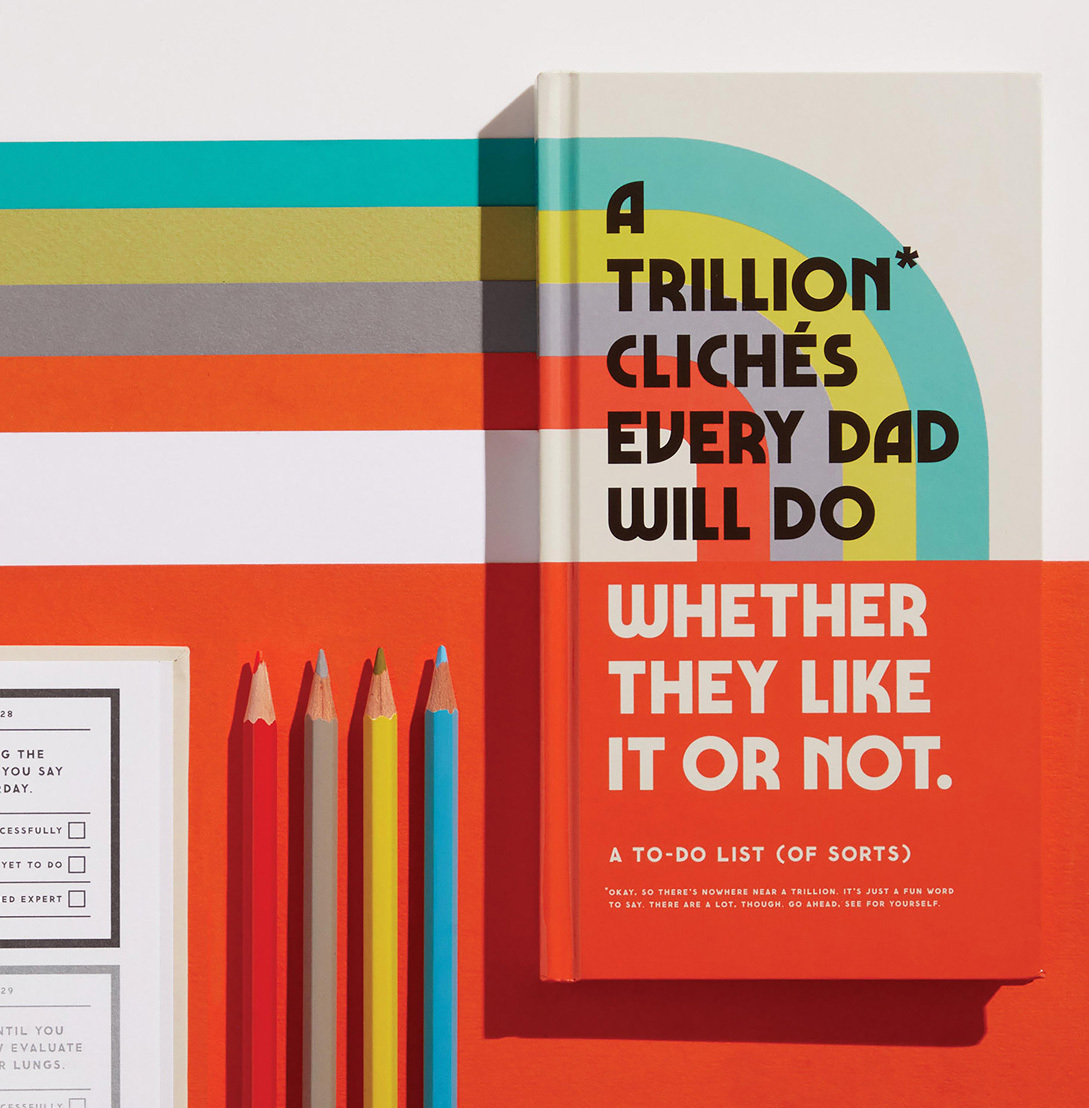 A
TRILLION*
CLICHÉS
EVERY DAD
WILL DO
WHETHER
THEY LIKE
IT OR NOT.
A TO-DO LIST (OF SORTS)
*OKAY, SO THERE'S NOWHERE NEAR A TRILLION. IT'S JUST A FUN WORD
TO SAY. THERE ARE A LOT, THOUGH. GO AHEAD, SEE FOR YOURSELF.
28
G THE
YOU SAY
RDAY.
CESSFULLY
YET TO DO
ED EXPERT
29
NTIL YOU
EVALUATE
R LUNGS.
CESSFULLY